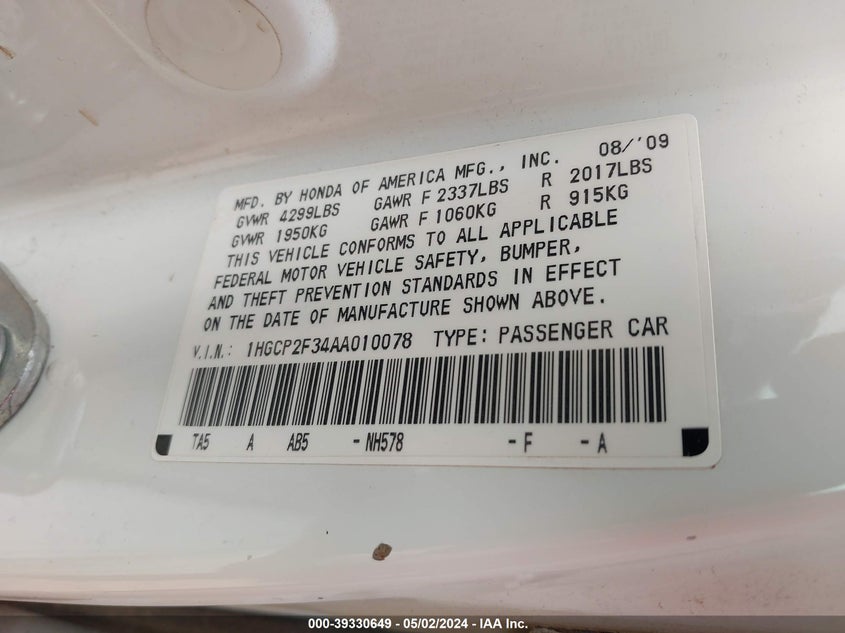 MFD. BY HONDA OF AMERICA MFG., INC. 08/'09
GVWR 4299LBS GAWR F 2337LBS R 2017LBS
GVWR 1950KG GAWR F 1060KG R 915KG
THIS VEHICLE CONFORMS TO ALL APPLICABLE
FEDERAL MOTOR VEHICLE SAFETY, BUMPER,
AND THEFT PREVENTION STANDARDS IN EFFECT
ON THE DATE OF MANUFACTURE SHOWN ABOVE.
V.I.N.: 1HGCP2F34AA010078 TYPE: PASSENGER CAR
TA5 A AB5 -NH578 -F -A
000-39330649 - 05/02/2024 - IAA Inc.